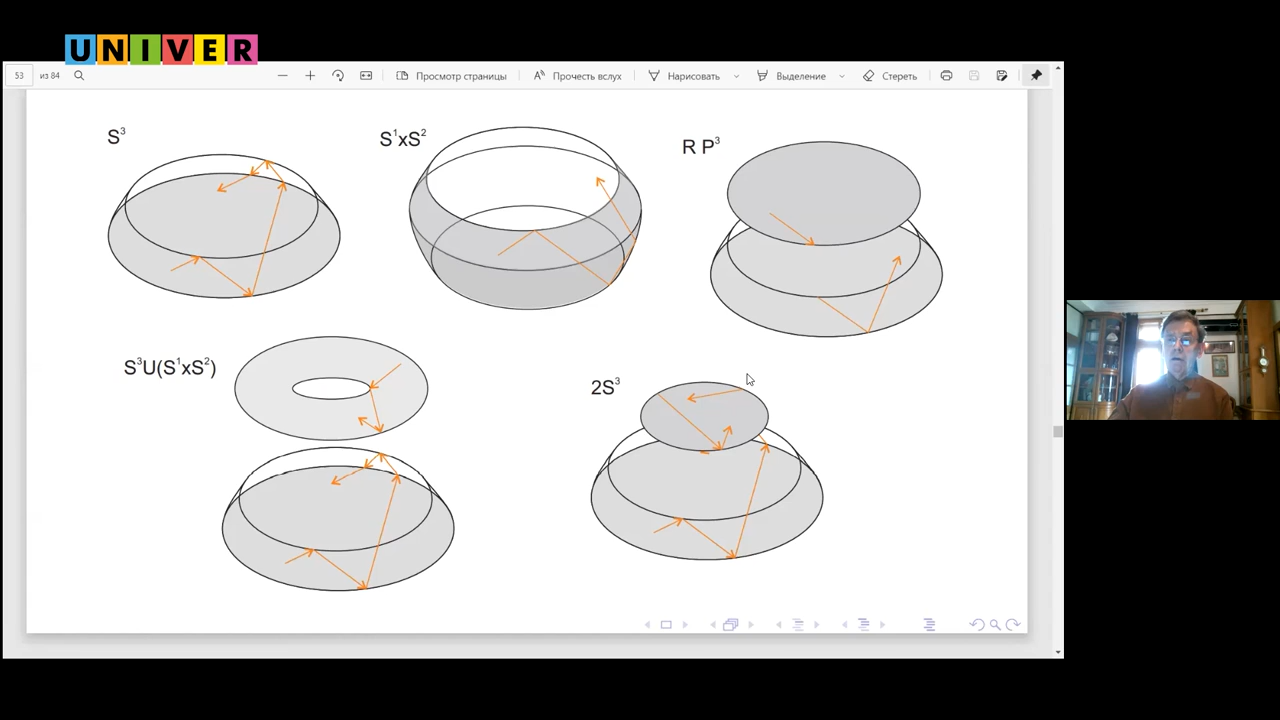 UNIVER
53 из 84 Просмотр страницы Прочесть вслух Нарисовать Выделение Стереть
S³ S¹xS² R P³
S³U(S¹xS²) 2S³